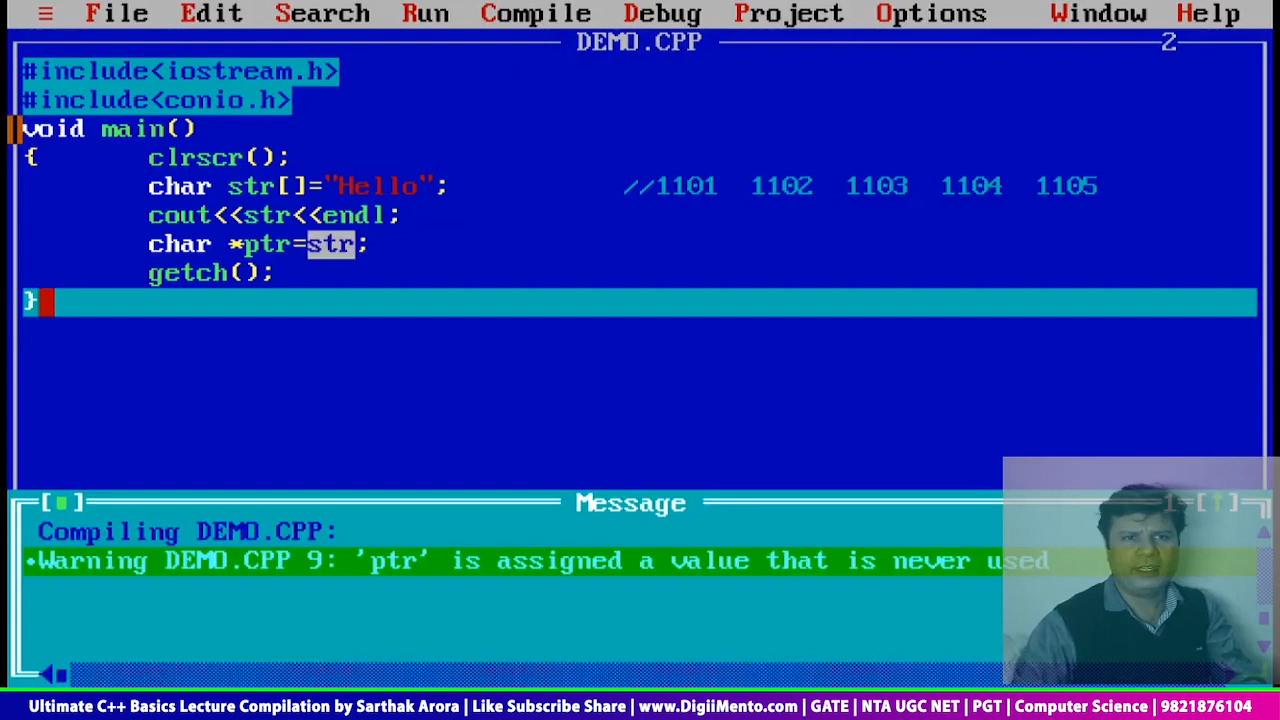 ≡ File Edit Search Run Compile Debug Project Options Window Help
DEMO.CPP 2
#include<iostream.h>
#include<conio.h>
void main()
{ clrscr();
char str[]="Hello"; //1101 1102 1103 1104 1105
cout<<str<<endl;
char *ptr=str;
getch();
}
[■] Message 1 [↑]
Compiling DEMO.CPP:
•Warning DEMO.CPP 9: 'ptr' is assigned a value that is never used
Ultimate C++ Basics Lecture Compilation by Sarthak Arora | Like Subscribe Share | www.DigiiMento.com | GATE | NTA UGC NET | PGT | Computer Science | 9821876104